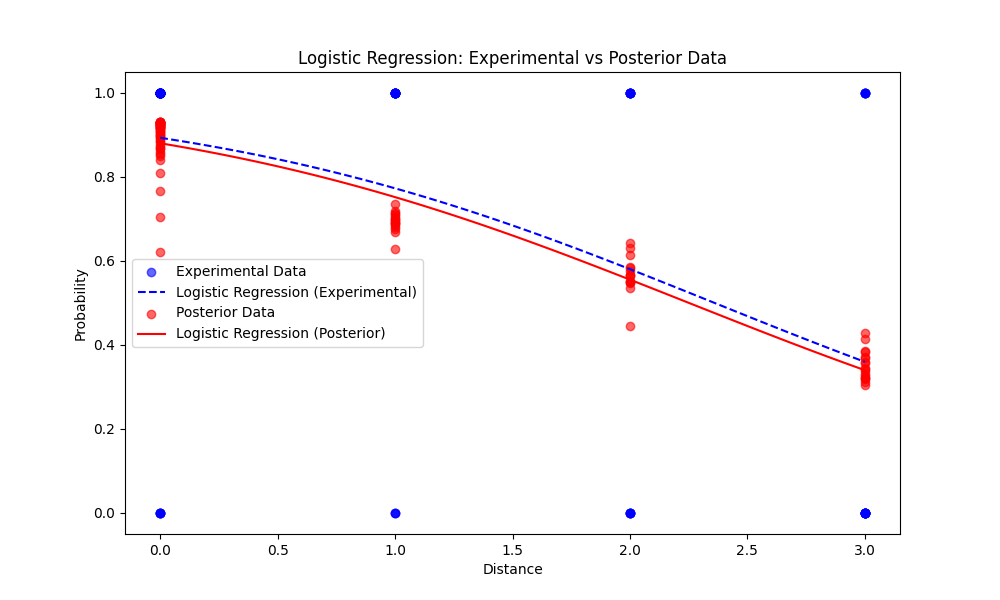 Logistic Regression: Experimental vs Posterior Data
Probability
1.0
0.8
0.6
0.4
0.2
0.0
Experimental Data
Logistic Regression (Experimental)
Posterior Data
Logistic Regression (Posterior)
0.0 0.5 1.0 1.5 2.0 2.5 3.0
Distance